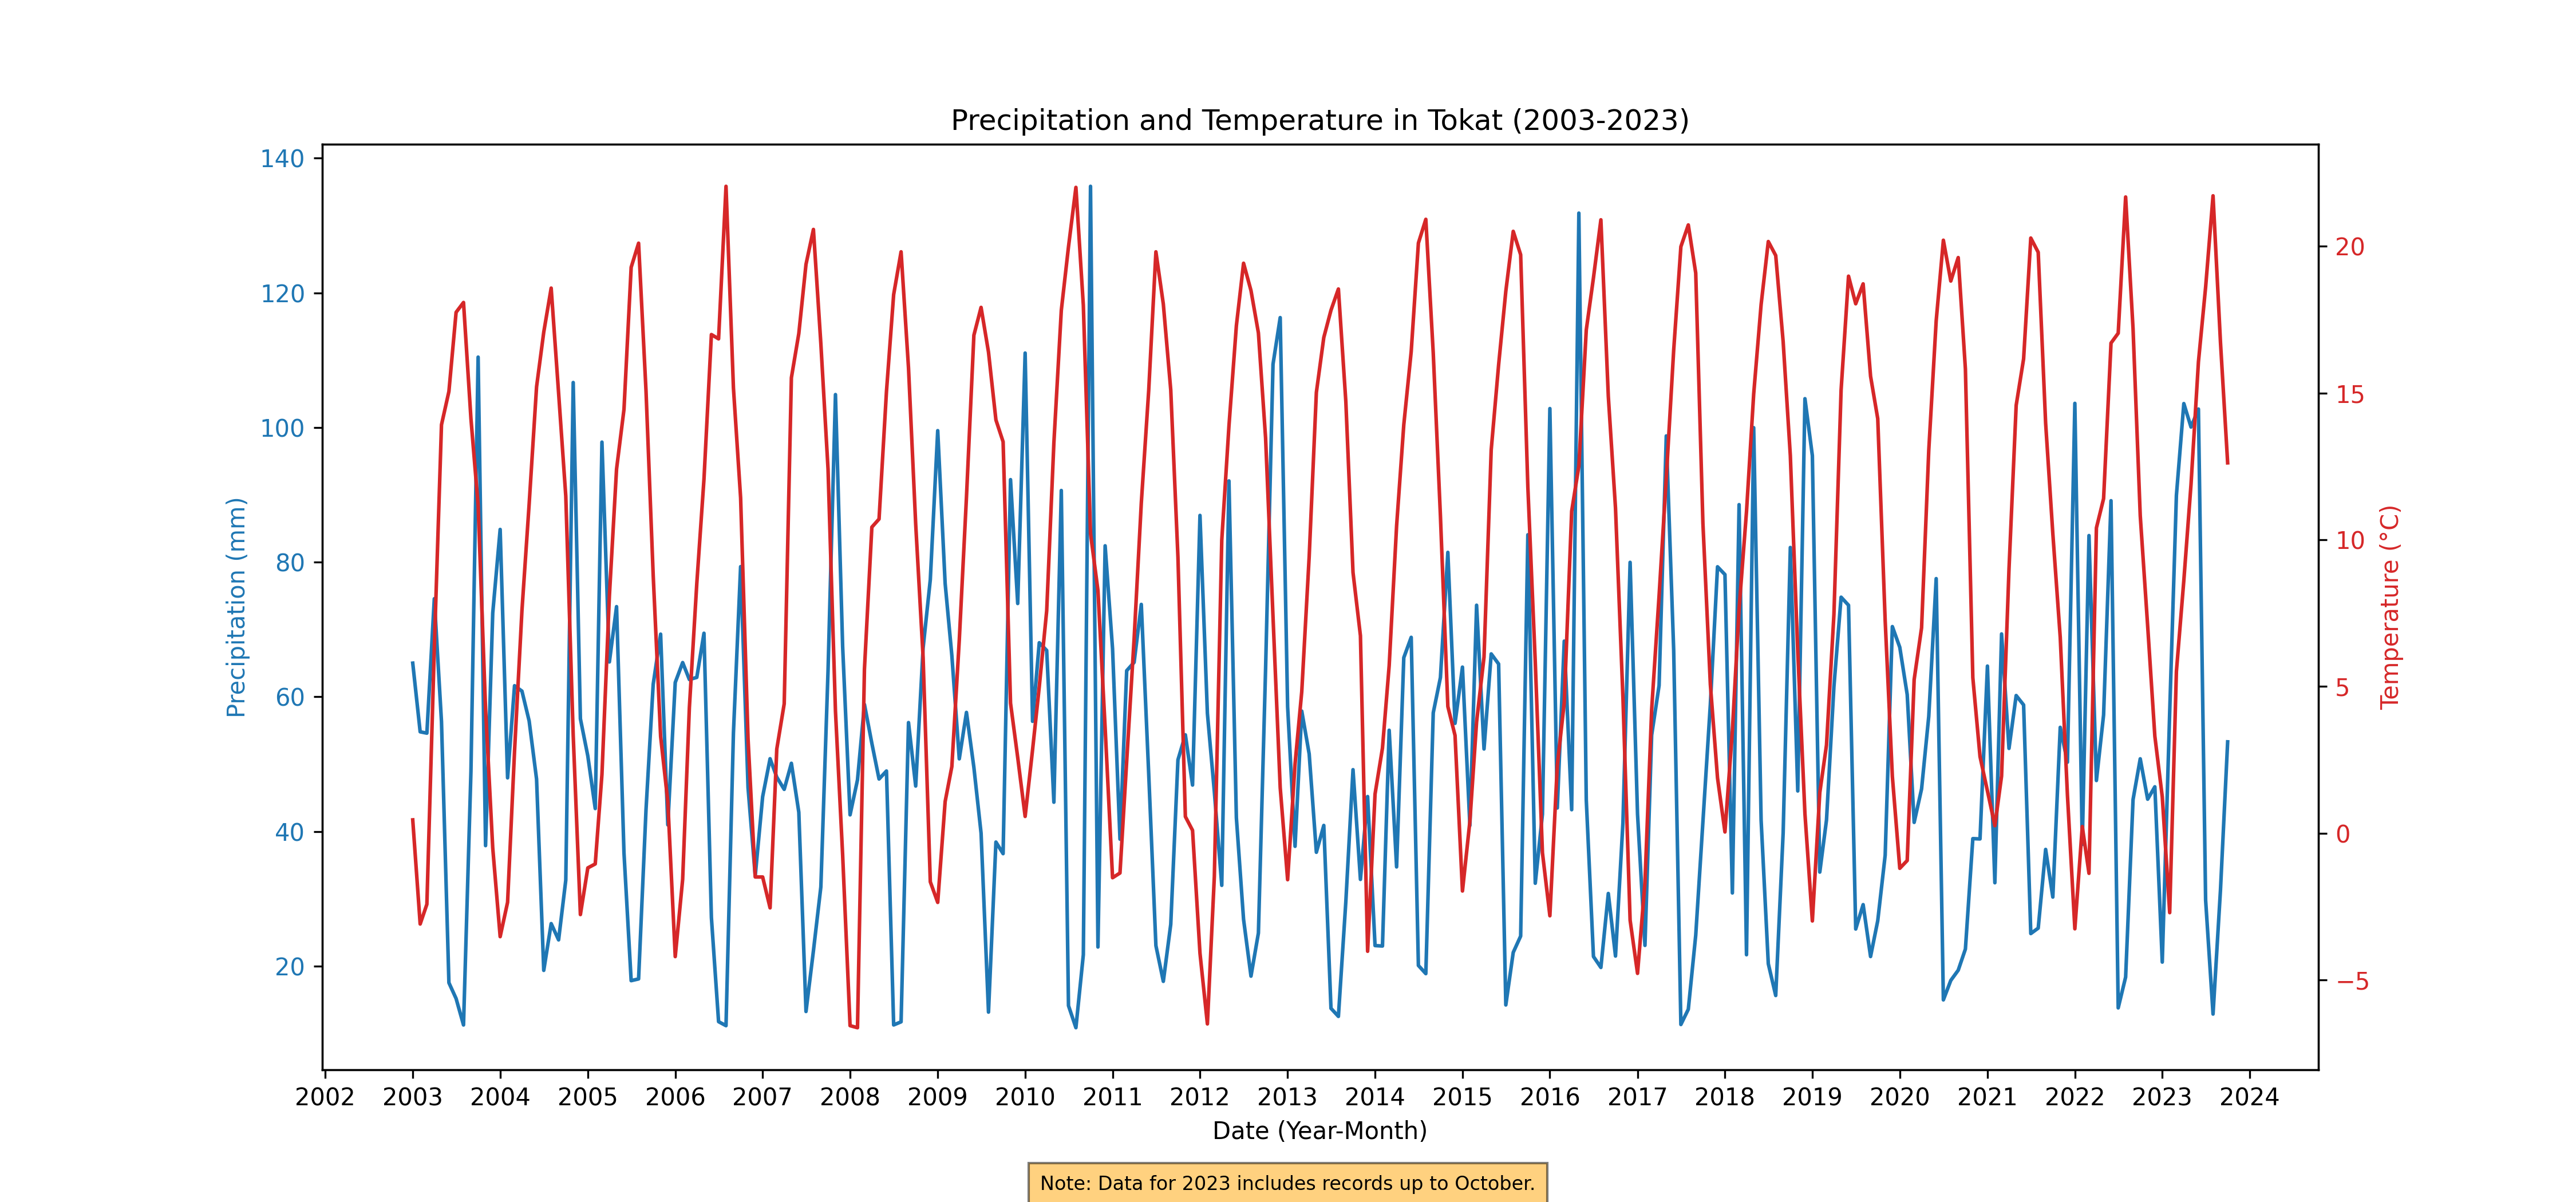 Precipitation and Temperature in Tokat (2003-2023)
140
120
100
80
60
40
20
Precipitation (mm)
20
15
10
5
0
−5
Temperature (°C)
2002 2003 2004 2005 2006 2007 2008 2009 2010 2011 2012 2013 2014 2015 2016 2017 2018 2019 2020 2021 2022 2023 2024
Date (Year-Month)
Note: Data for 2023 includes records up to October.